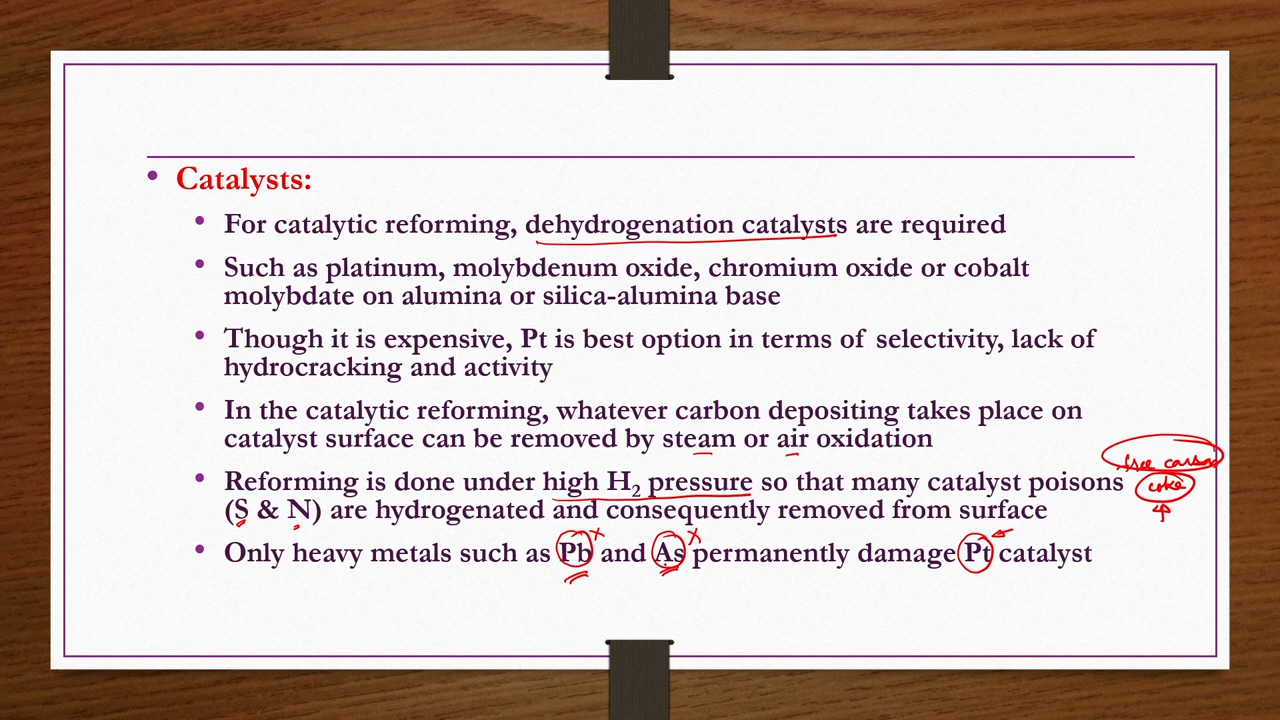 • Catalysts:
• For catalytic reforming, dehydrogenation catalysts are required
• Such as platinum, molybdenum oxide, chromium oxide or cobalt
molybdate on alumina or silica-alumina base
• Though it is expensive, Pt is best option in terms of selectivity, lack of
hydrocracking and activity
• In the catalytic reforming, whatever carbon depositing takes place on
catalyst surface can be removed by steam or air oxidation
free carbon
• Reforming is done under high H₂ pressure so that many catalyst poisons
coke
(S & N) are hydrogenated and consequently removed from surface
• Only heavy metals such as Pb and As permanently damage Pt catalyst